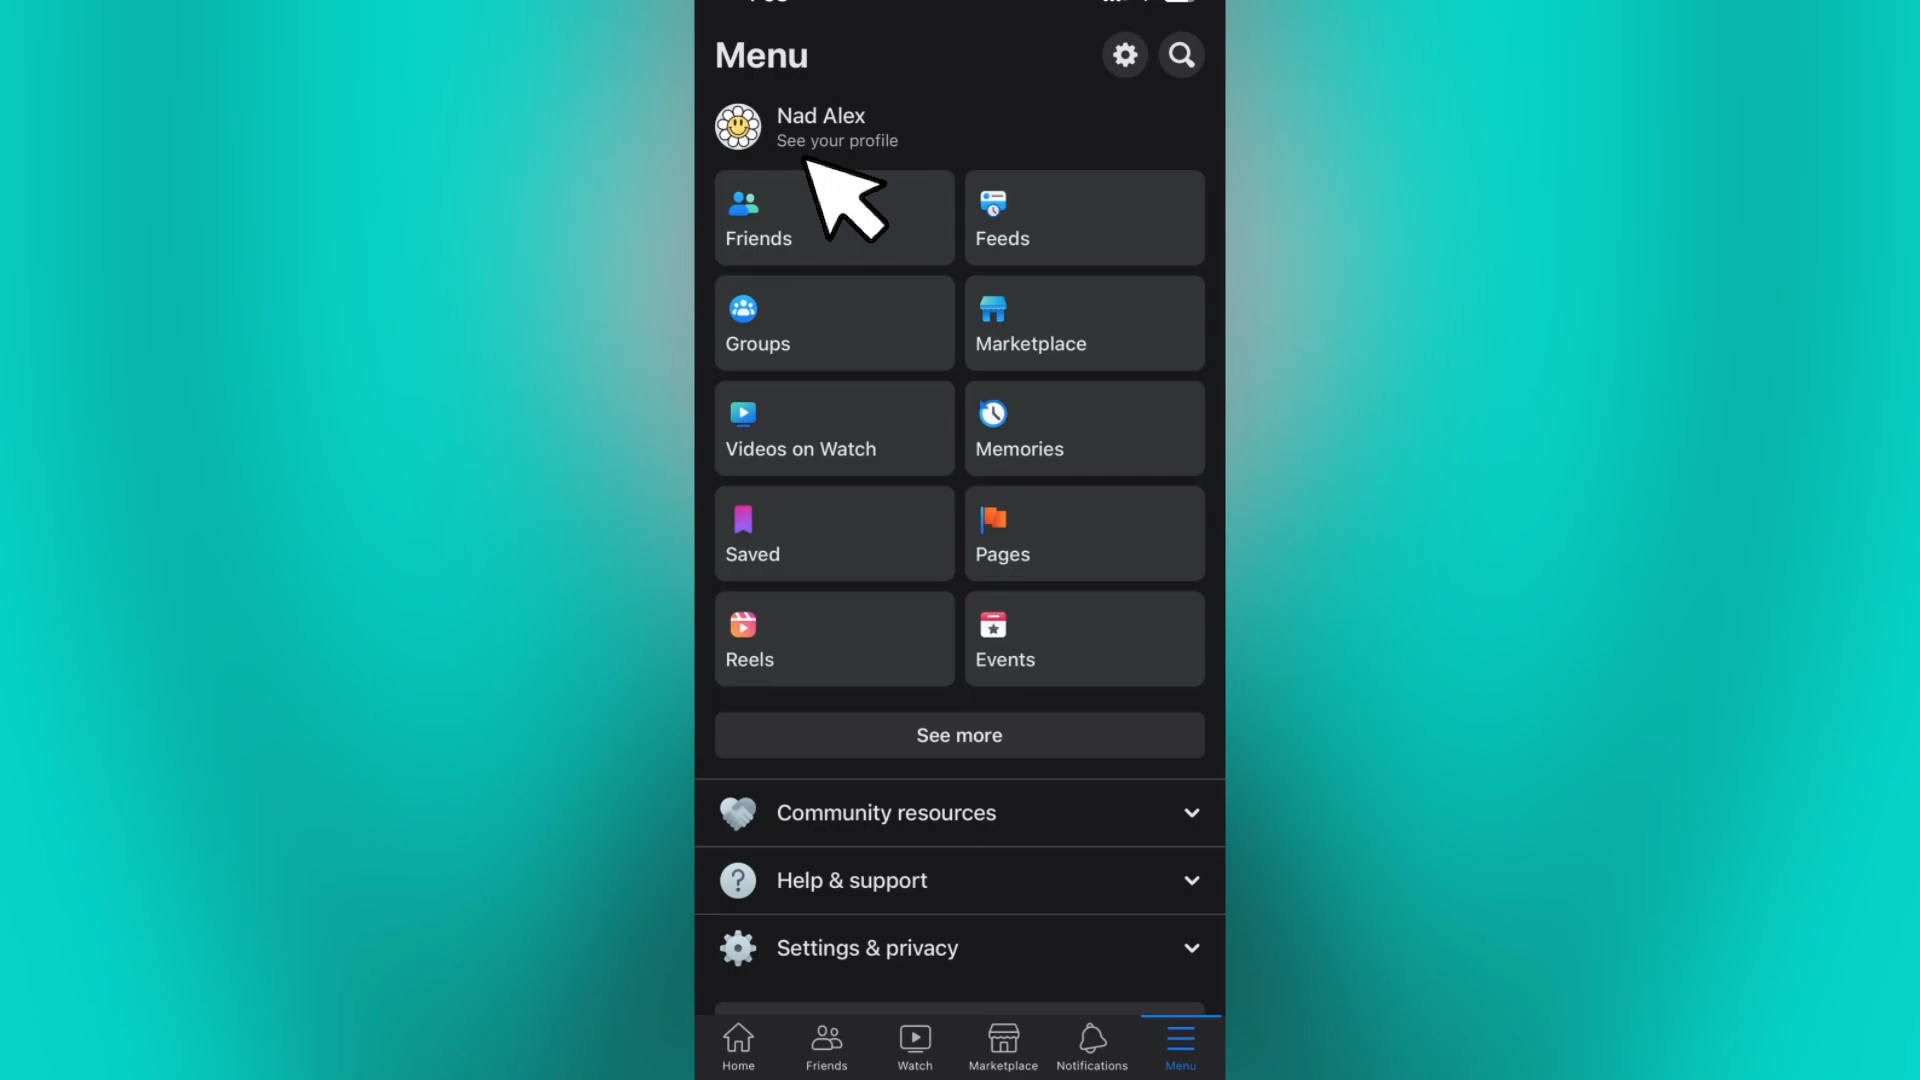 Menu
Nad Alex
See your profile
Friends
Feeds
Groups
Marketplace
Videos on Watch
Memories
Saved
Pages
Reels
Events
See more
Community resources
Help & support
Settings & privacy
Home
Friends
Watch
Marketplace
Notifications
Menu